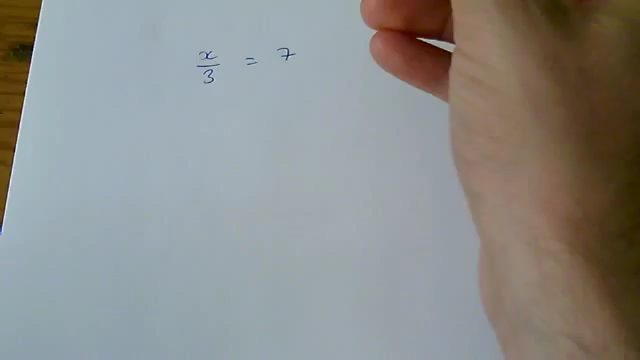 x/3 = 7